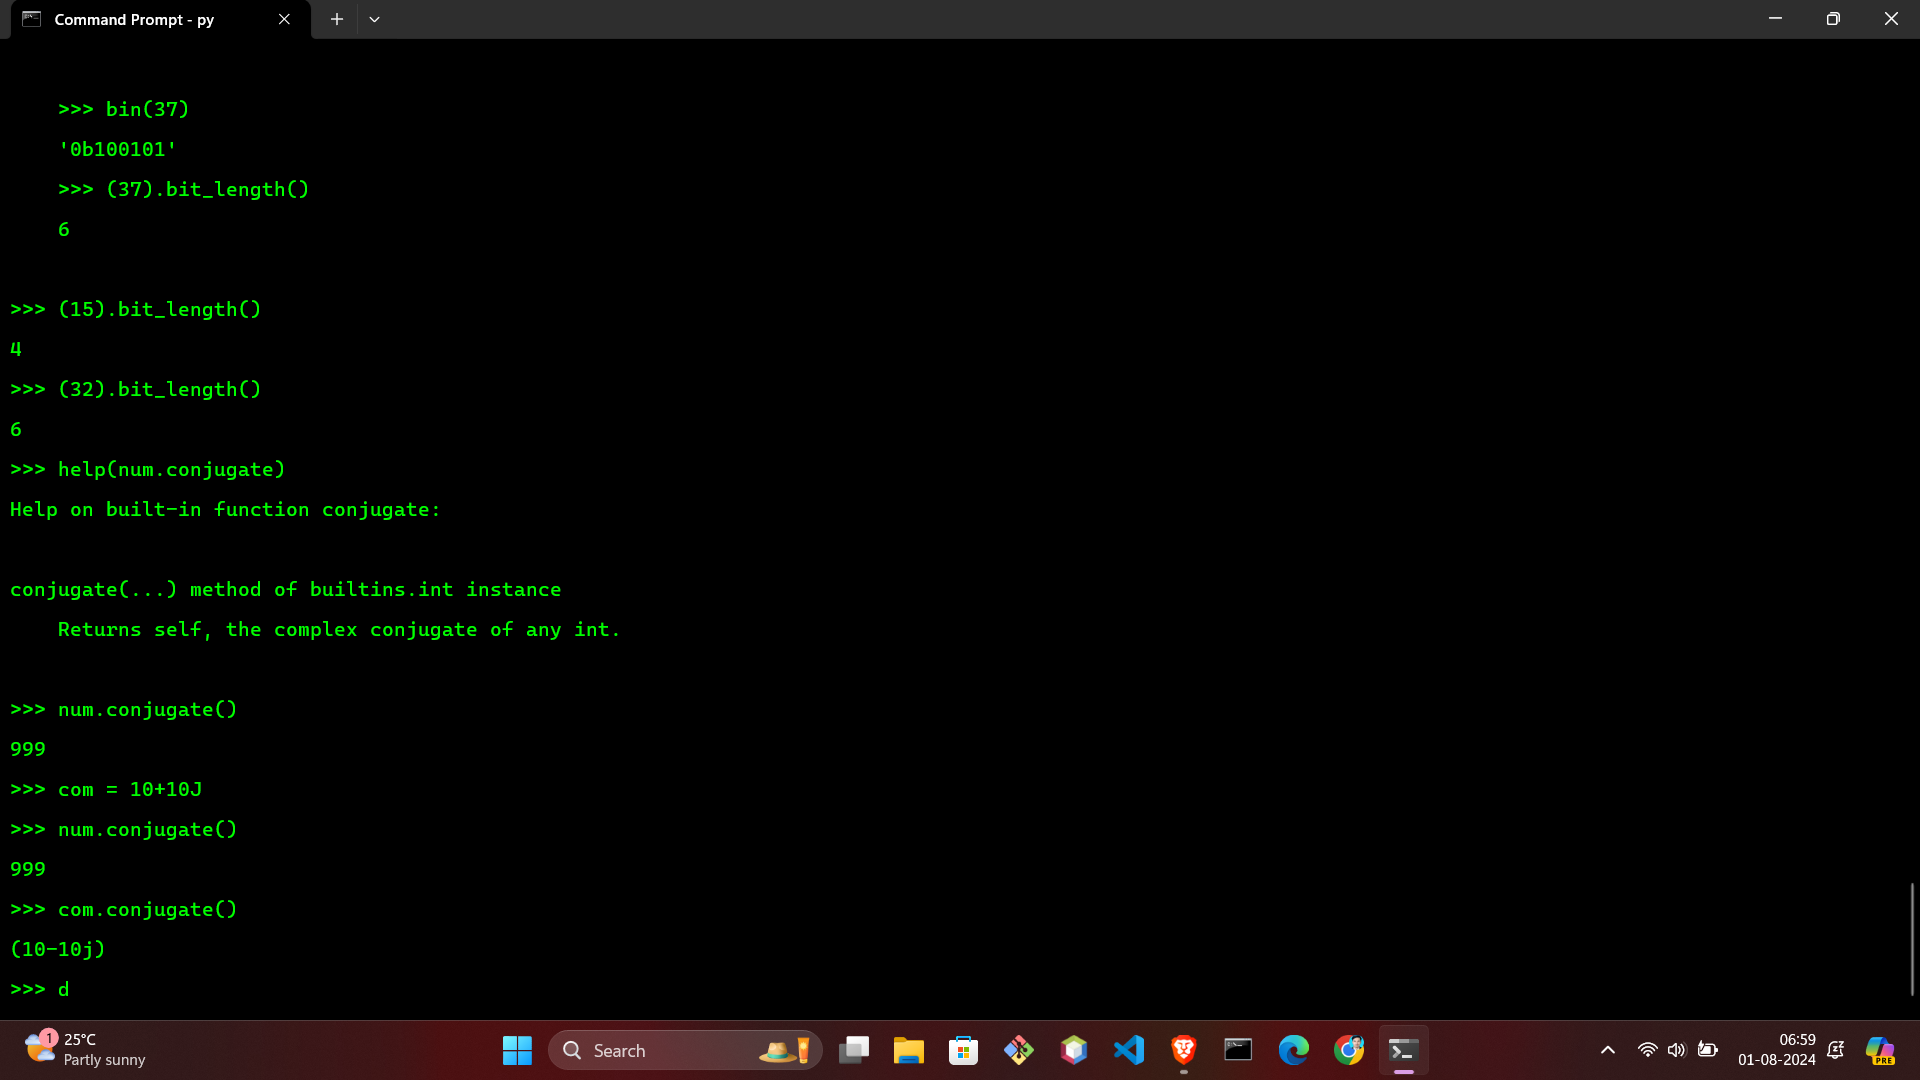 Command Prompt - py
>>> bin(37)
'0b100101'
>>> (37).bit_length()
6
>>> (15).bit_length()
4
>>> (32).bit_length()
6
>>> help(num.conjugate)
Help on built-in function conjugate:
conjugate(...) method of builtins.int instance
Returns self, the complex conjugate of any int.
>>> num.conjugate()
999
>>> com = 10+10J
>>> num.conjugate()
999
>>> com.conjugate()
(10-10j)
>>> d
1
25°C
Partly sunny
Search
06:59
01-08-2024
PRE